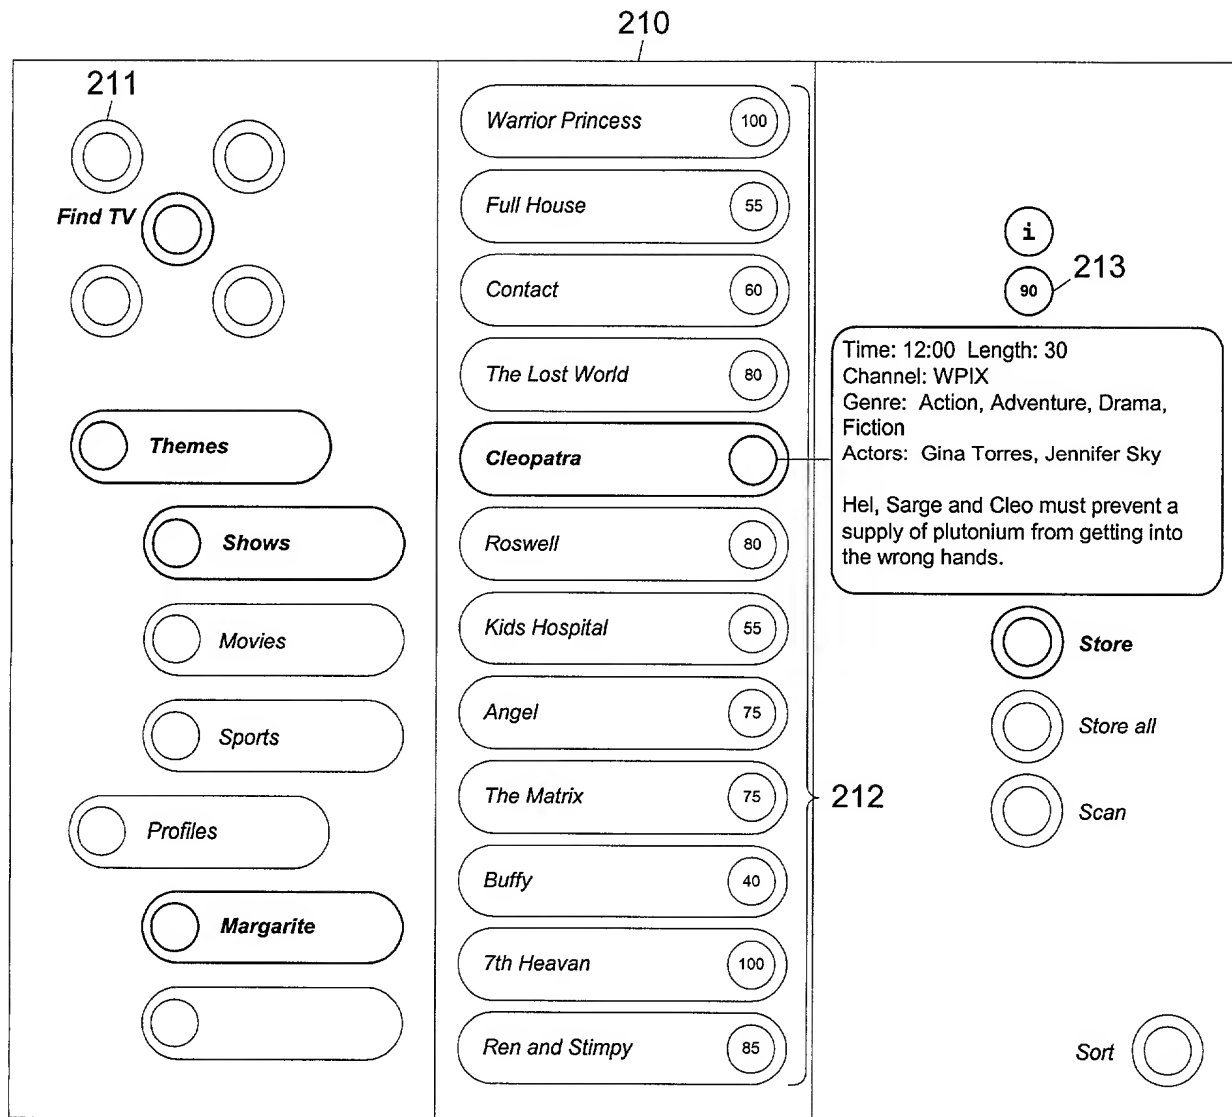 210
211
Find TV
Themes
Shows
Movies
Sports
Profiles
Margarite
Warrior Princess 100
Full House 55
Contact 60
The Lost World 80
Cleopatra
Roswell 80
Kids Hospital 55
Angel 75
The Matrix 75
Buffy 40
7th Heavan 100
Ren and Stimpy 85
212
i
90
213
Time: 12:00 Length: 30
Channel: WPIX
Genre: Action, Adventure, Drama,
Fiction
Actors: Gina Torres, Jennifer Sky
Hel, Sarge and Cleo must prevent a
supply of plutonium from getting into
the wrong hands.
Store
Store all
Scan
Sort